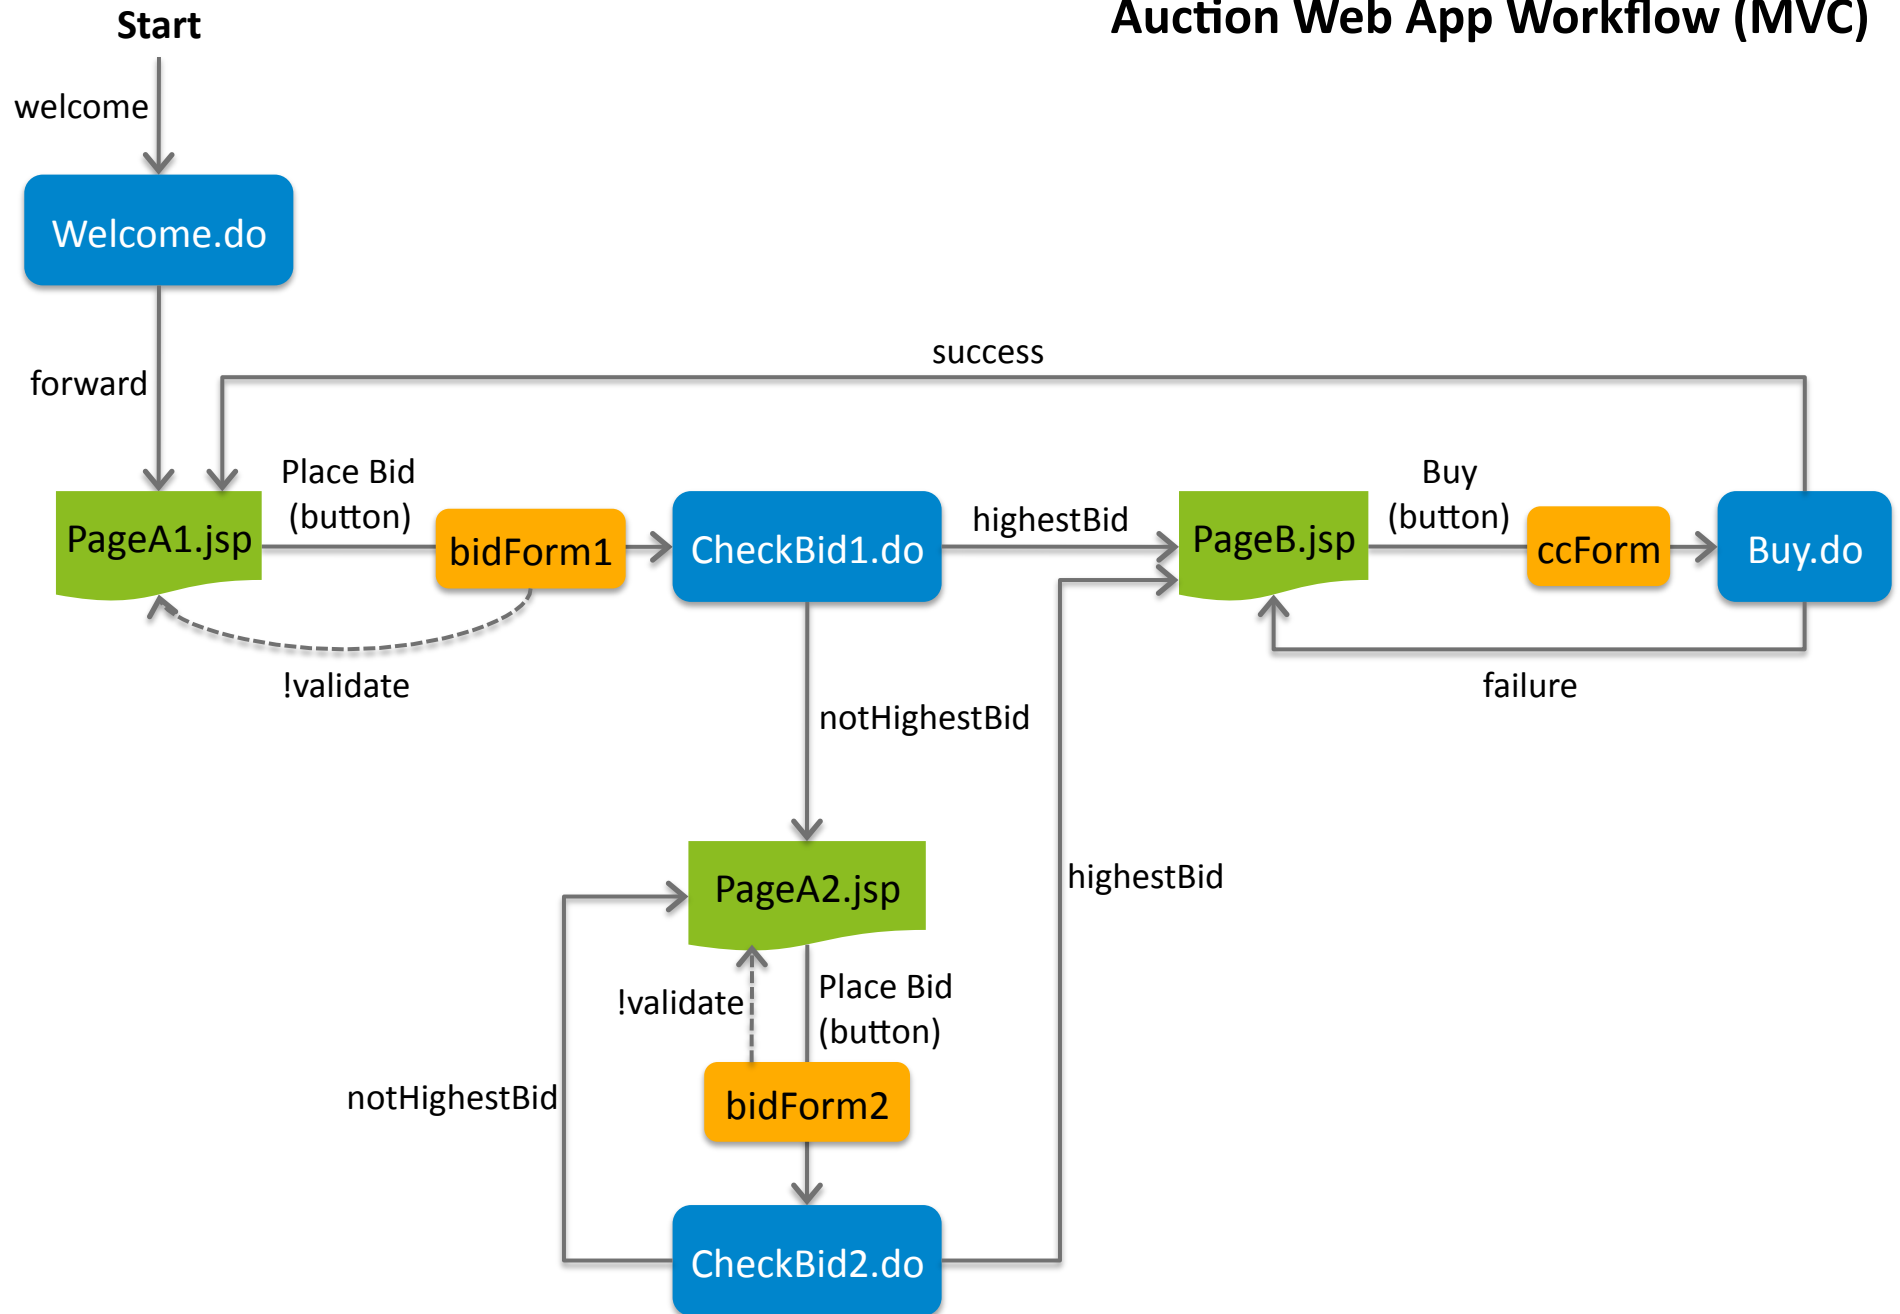 Auction Web App Workflow (MVC)
Start
welcome
Welcome.do
forward
success
PageA1.jsp
Place Bid
(button)
bidForm1
CheckBid1.do
highestBid
PageB.jsp
Buy
(button)
ccForm
Buy.do
!validate
failure
notHighestBid
PageA2.jsp
highestBid
!validate
Place Bid
(button)
notHighestBid
bidForm2
CheckBid2.do